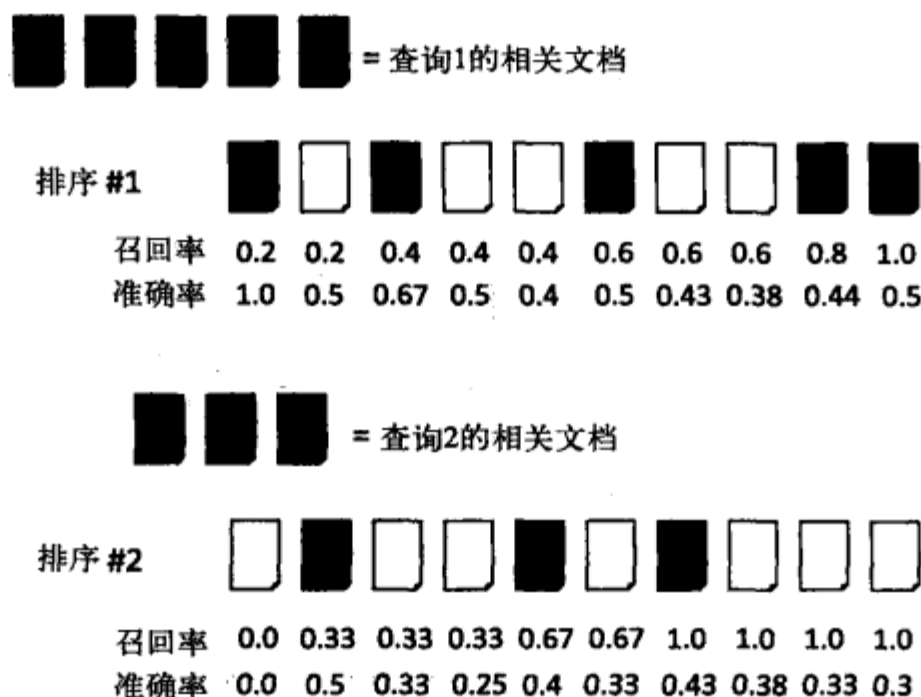 = 查询1的相关文档
排序 #1
召回率 0.2 0.2 0.4 0.4 0.4 0.6 0.6 0.6 0.8 1.0
准确率 1.0 0.5 0.67 0.5 0.4 0.5 0.43 0.38 0.44 0.5
= 查询2的相关文档
排序 #2
召回率 0.0 0.33 0.33 0.33 0.67 0.67 1.0 1.0 1.0 1.0
准确率 0.0 0.5 0.33 0.25 0.4 0.33 0.43 0.38 0.33 0.3